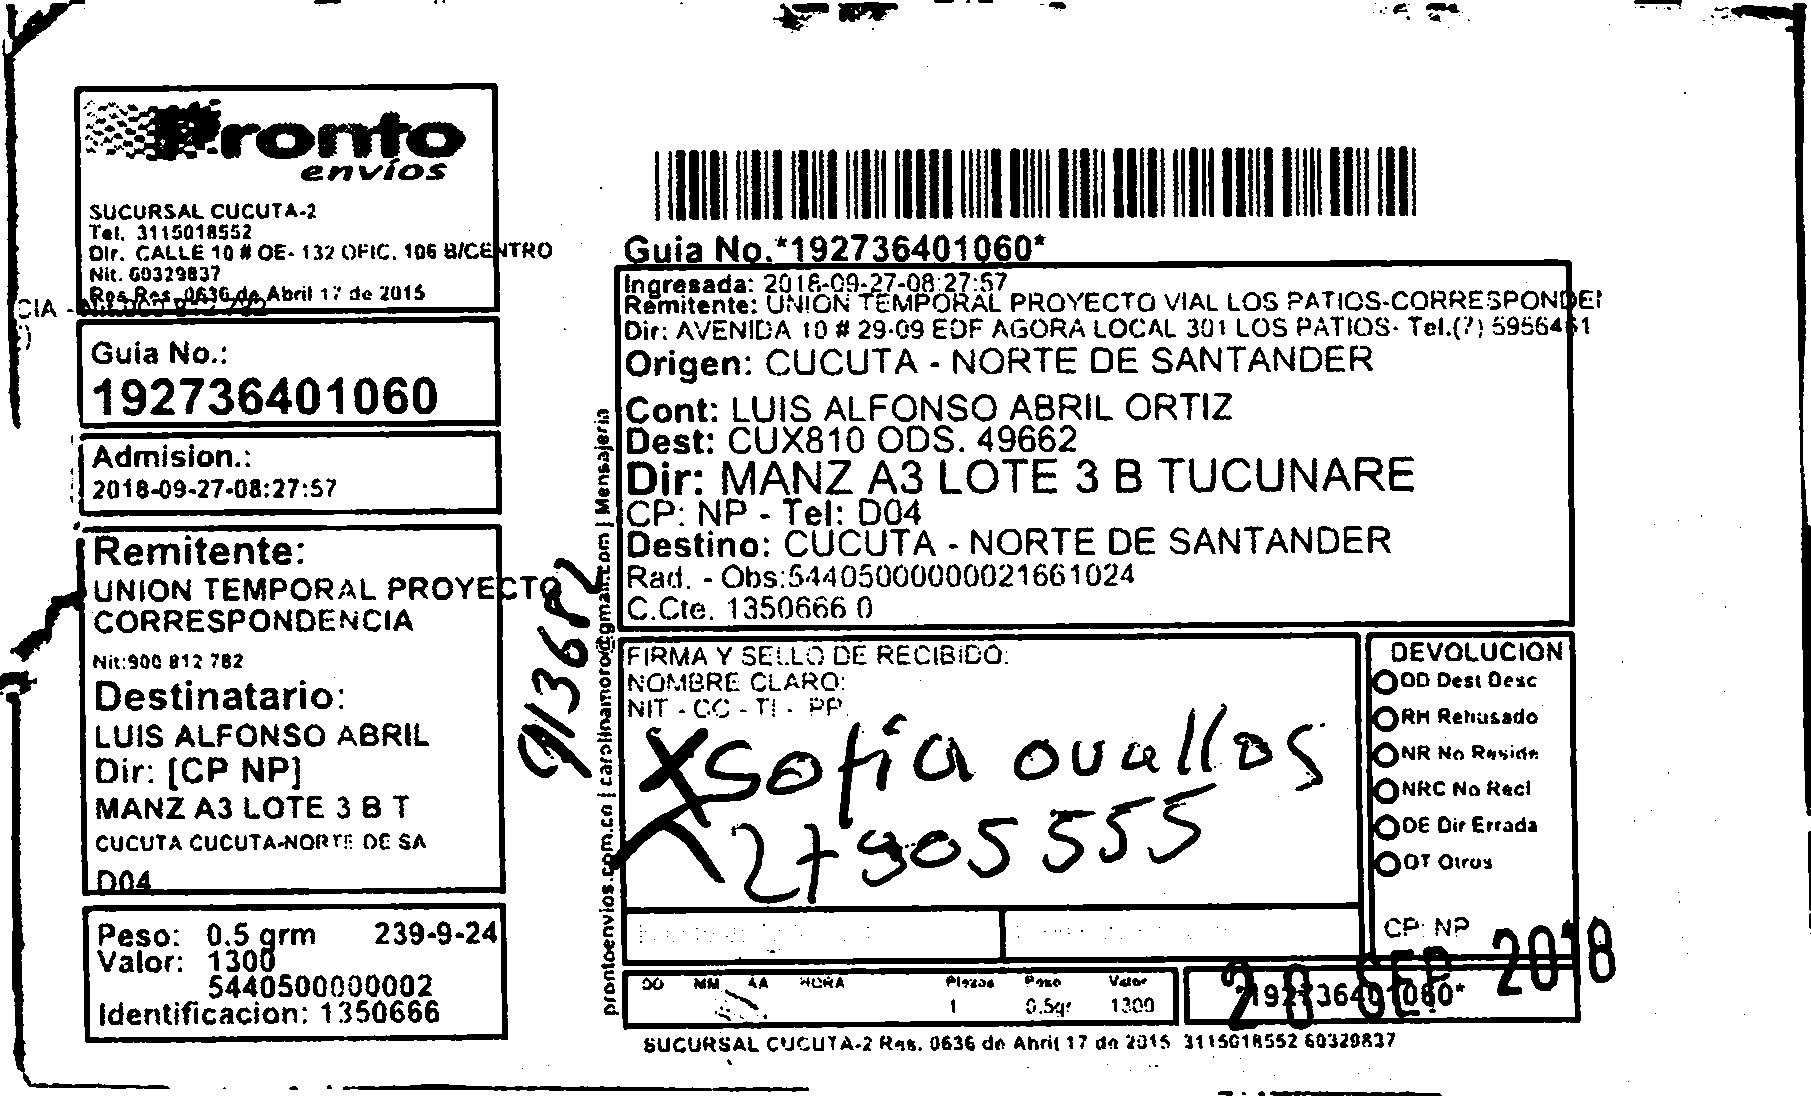 Pronto
envíos
SUCURSAL CUCUTA-2
Tel. 3115018552
Dir. CALLE 10 # OE- 132 OFIC. 106 B/CENTRO
Nit. 60329837
Res Res. 0636 de Abril 17 de 2015
CIA -
Guia No.:
192736401060
Admision.:
2018-09-27-08:27:57
Remitente:
UNION TEMPORAL PROYECTO
CORRESPONDENCIA
Nit:900 812 782
Destinatario:
LUIS ALFONSO ABRIL
Dir: [CP NP]
MANZ A3 LOTE 3 B T
CUCUTA CUCUTA-NORTE DE SA
D04
Peso: 0.5 grm 239-9-24
Valor: 1300
5440500000002
Identificacion: 1350666
prontoenvios.com.co | carolinamoro@gmail.com | Mensajeria
Guia No.*192736401060*
Ingresada: 2018-09-27-08:27:57
Remitente: UNION TEMPORAL PROYECTO VIAL LOS PATIOS-CORRESPONDEN
Dir: AVENIDA 10 # 29-09 EDF AGORA LOCAL 301 LOS PATIOS- Tel.(7)
Origen: CUCUTA - NORTE DE SANTANDER
Cont: LUIS ALFONSO ABRIL ORTIZ
Dest: CUX810 ODS. 49662
Dir: MANZ A3 LOTE 3 B TUCUNARE
CP: NP - Tel: D04
Destino: CUCUTA - NORTE DE SANTANDER
Rad. - Obs:54405000000021661024
C.Cte. 1350666 0
FIRMA Y SELLO DE RECIBIDO:
NOMBRE CLARO:
NIT - CC - TI - PP
X Sofia ovallos
27905555
DEVOLUCION
OD Dest Desc
RH Rehusado
NR No Reside
NRC No Recl
DE Dir Errada
OT Otros
CP: NP
28 SEP 2018
DD MM AA HORA Piezas Peso Valor
1 0.5gr 1300
*192736401060*
SUCURSAL CUCUTA-2 Res. 0636 de Abril 17 de 2015 3115018552 60329837